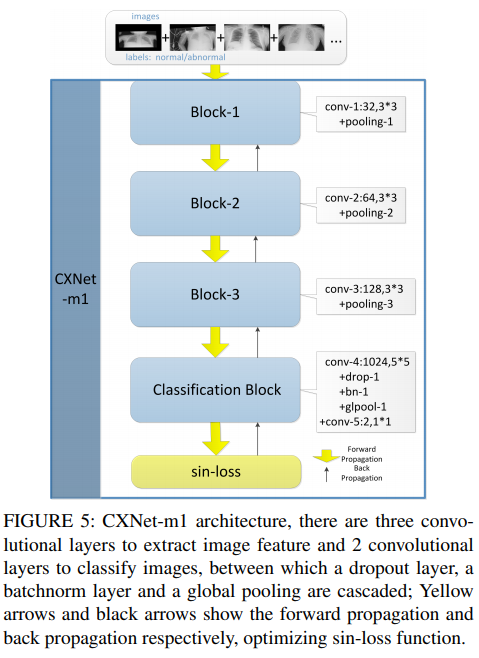 images
+ + + ...
labels: normal/abnormal
Block-1
conv-1:32,3*3
+pooling-1
Block-2
conv-2:64,3*3
+pooling-2
CXNet
-m1
Block-3
conv-3:128,3*3
+pooling-3
Classification Block
conv-4:1024,5*5
+drop-1
+bn-1
+glpool-1
+conv-5:2,1*1
sin-loss
Forward
Propagation
Back
Propagation
FIGURE 5: CXNet-m1 architecture, there are three convo-
lutional layers to extract image feature and 2 convolutional
layers to classify images, between which a dropout layer, a
batchnorm layer and a global pooling are cascaded; Yellow
arrows and black arrows show the forward propagation and
back propagation respectively, optimizing sin-loss function.